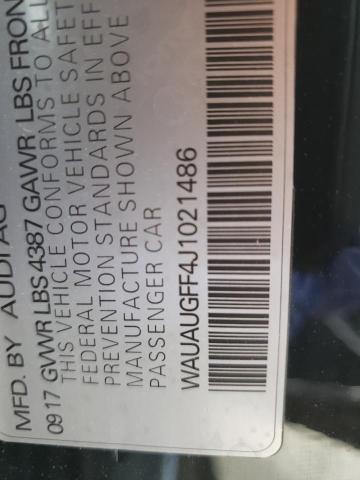 MFD. BY AUDI AG
0917 GVWR LBS 4387 GAWR LBS FRON
THIS VEHICLE CONFORMS TO ALL
FEDERAL MOTOR VEHICLE SAFET
PREVENTION STANDARDS IN EFF
MANUFACTURE SHOWN ABOVE
PASSENGER CAR
WAUAUGFF4J1021486